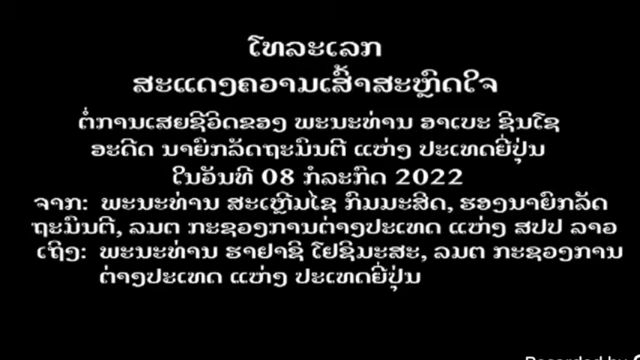 ໂທລະເລກ
ສະແດງຄວາມເສົ້າສະຫຼົດໃຈ
ຕໍ່ການເສຍຊີວິດຂອງ ພະນະທ່ານ ອາເບະ ຊິນໂຊ
ອະດີດ ນາຍົກລັດຖະມົນຕີ ແຫ່ງ ປະເທດຍີ່ປຸ່ນ
ໃນອັນທີ 08 ກໍລະກົດ 2022
ຈາກ: ພະນະທ່ານ ສະເຫຼີມໄຊ ກົມມະສິດ, ຮອງນາຍົກລັດ
ຖະມົນຕີ, ລມຕ ກະຊວງການຕ່າງປະເທດ ແຫ່ງ ສປປ ລາວ
ເຖິງ: ພະນະທ່ານ ຮາຢາຊິ ໂຢຊິມະສະ, ລມຕ ກະຊວງການ
ຕ່າງປະເທດ ແຫ່ງ ປະເທດຍີ່ປຸ່ນ